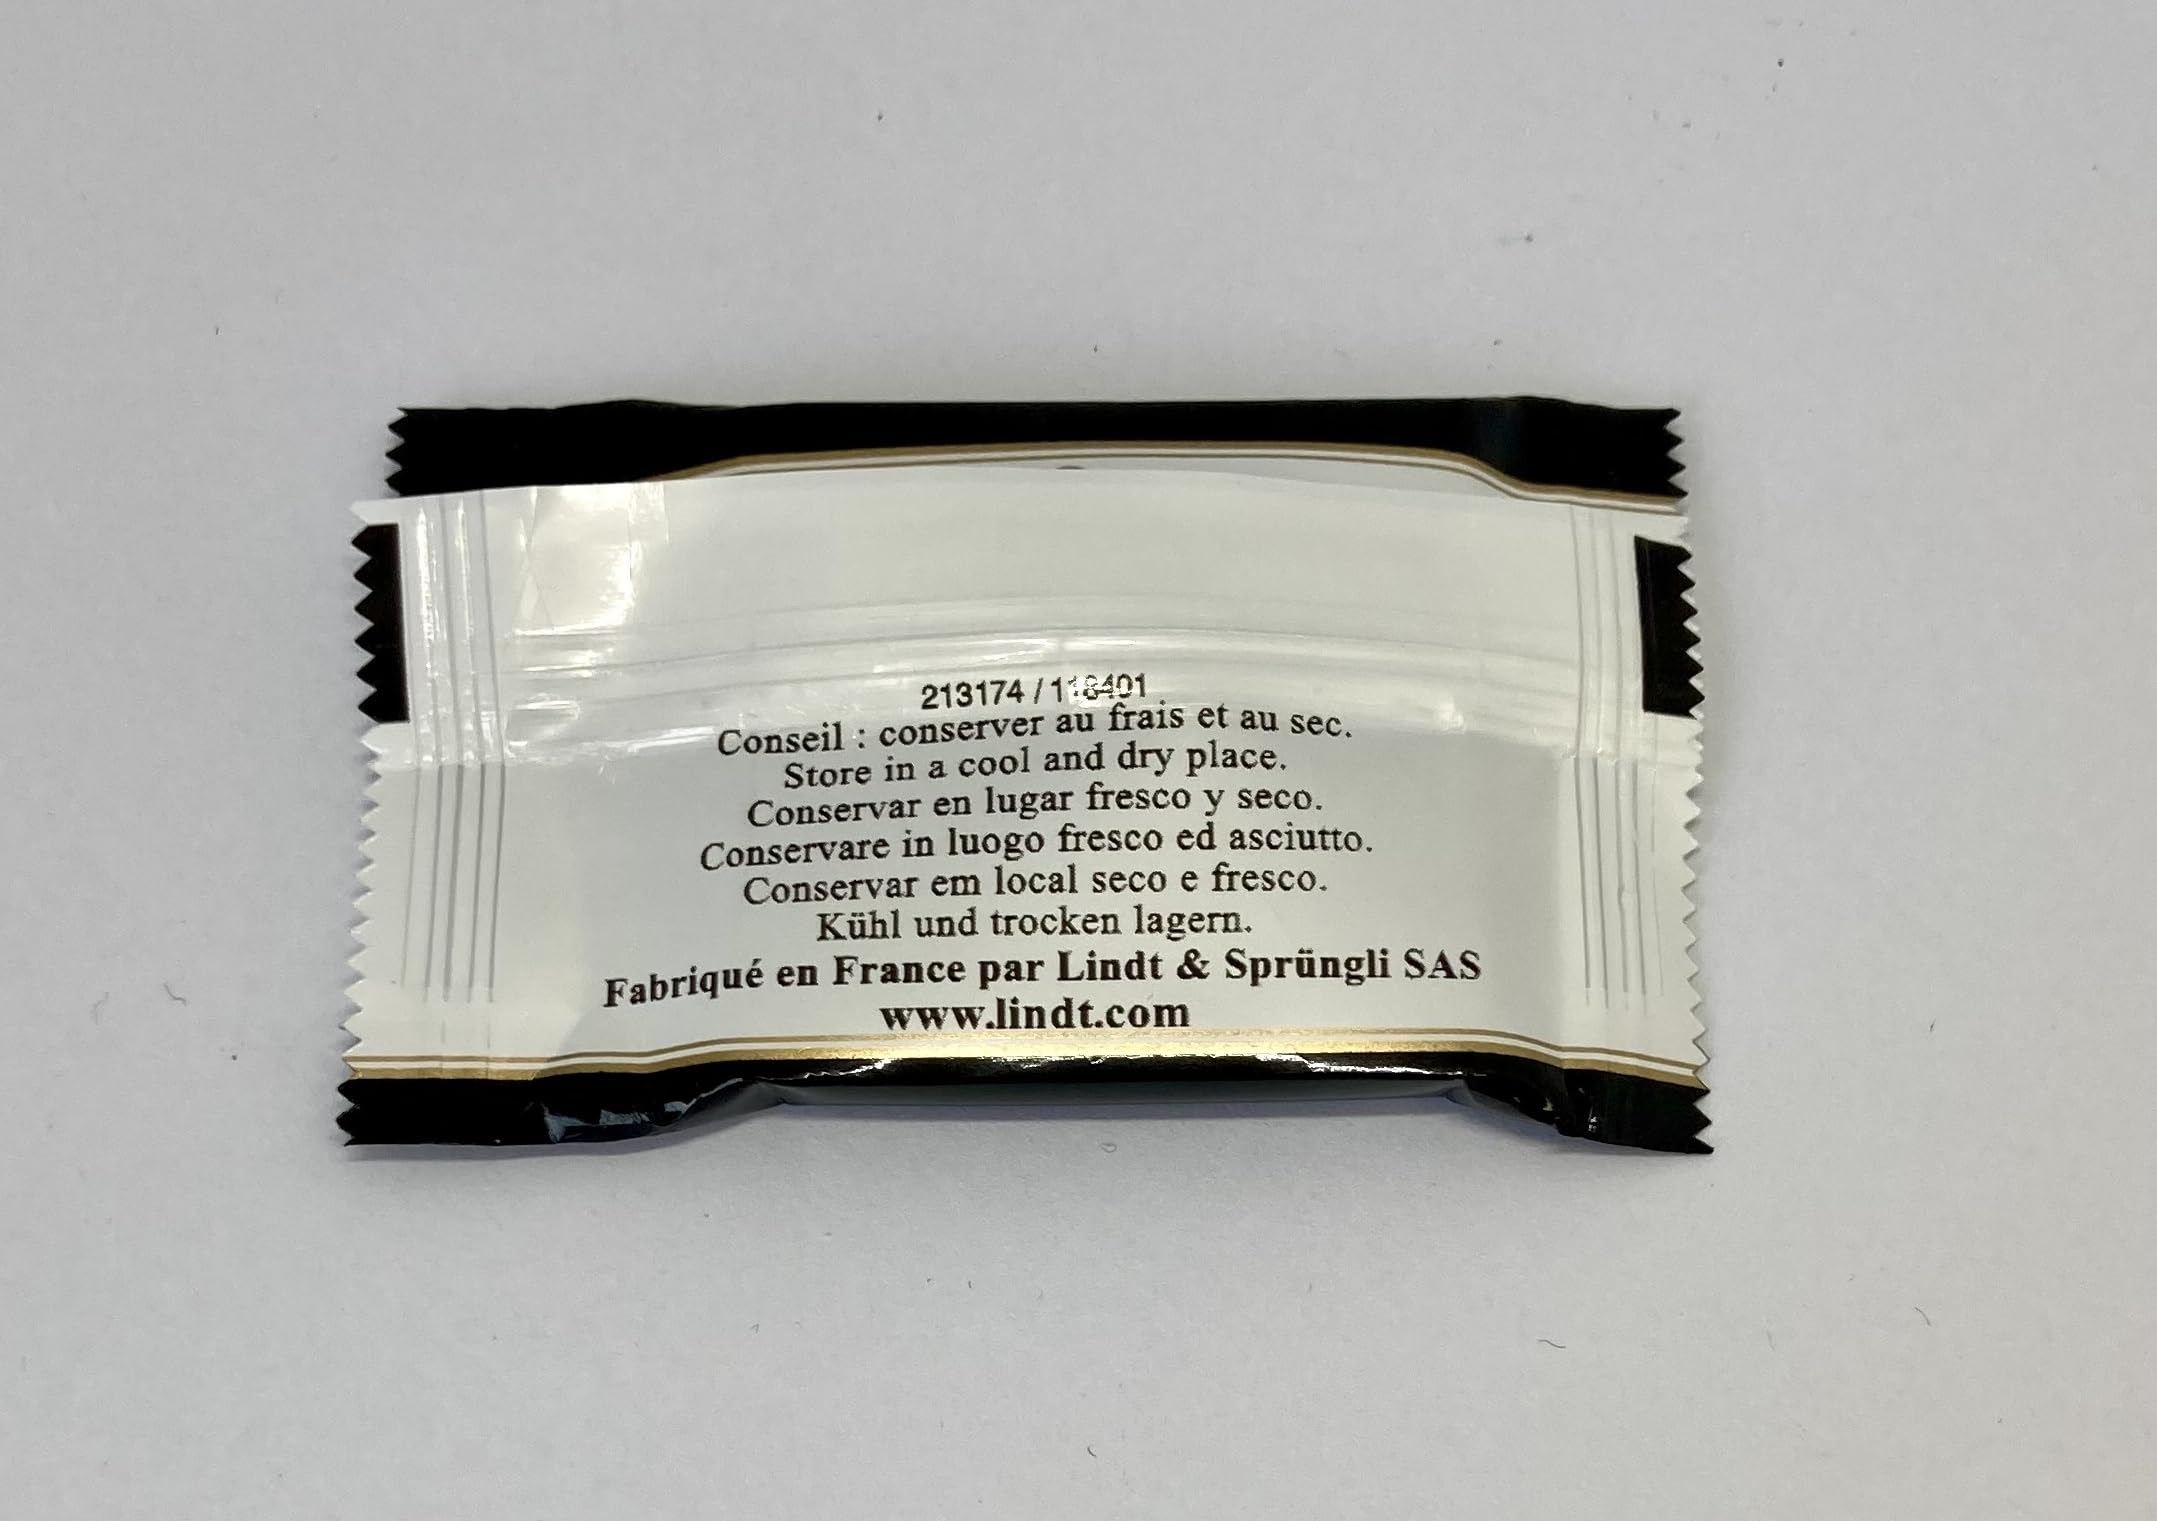 213174 / 118401
Conseil : conserver au frais et au sec.
Store in a cool and dry place.
Conservar en lugar fresco y seco.
Conservare in luogo fresco ed asciutto.
Conservar em local seco e fresco.
Kühl und trocken lagern.
Fabriqué en France par Lindt & Sprüngli SAS
www.lindt.com